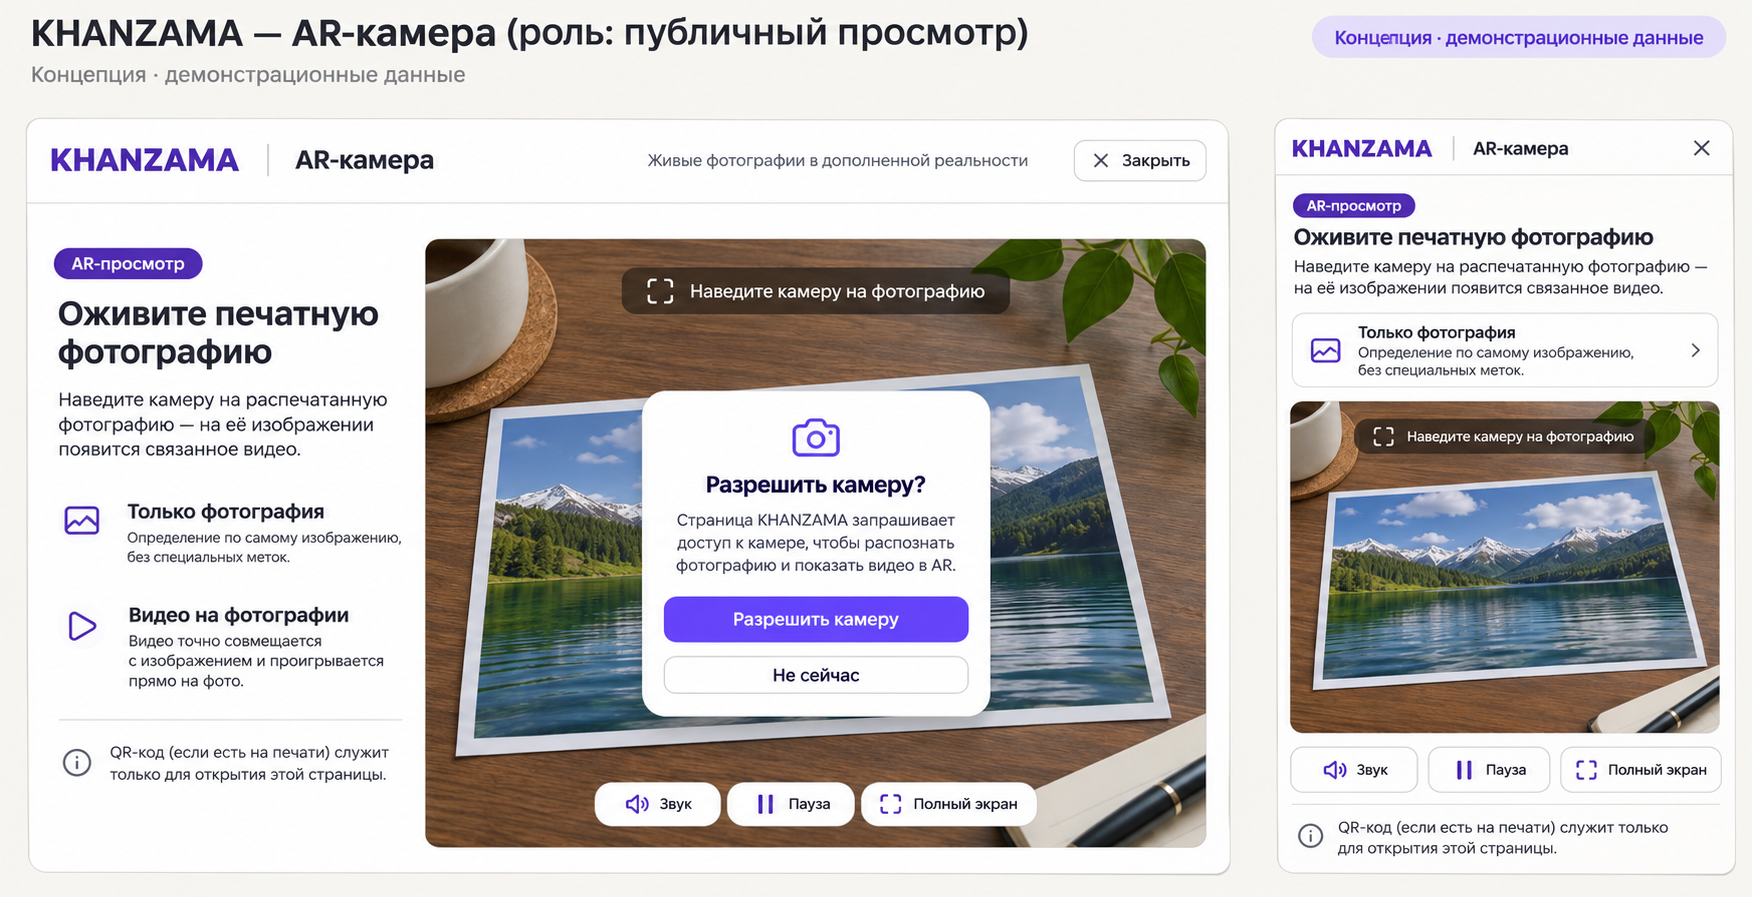 KHANZAMA — AR-камера (роль: публичный просмотр)
Концепция · демонстрационные данные
Концепция · демонстрационные данные
KHANZAMA
AR-камера
Живые фотографии в дополненной реальности
Закрыть
AR-просмотр
Оживите печатную
фотографию
Наведите камеру на распечатанную
фотографию — на её изображении
появится связанное видео.
Только фотография
Определение по самому изображению,
без специальных меток.
Видео на фотографии
Видео точно совмещается
с изображением и проигрывается
прямо на фото.
QR-код (если есть на печати) служит
только для открытия этой страницы.
Наведите камеру на фотографию
Разрешить камеру?
Страница KHANZAMA запрашивает
доступ к камере, чтобы распознать
фотографию и показать видео в AR.
Разрешить камеру
Не сейчас
Звук
Пауза
Полный экран
KHANZAMA
AR-камера
AR-просмотр
Оживите печатную фотографию
Наведите камеру на распечатанную фотографию —
на её изображении появится связанное видео.
Только фотография
Определение по самому изображению,
без специальных меток.
Наведите камеру на фотографию
Звук
Пауза
Полный экран
QR-код (если есть на печати) служит только
для открытия этой страницы.